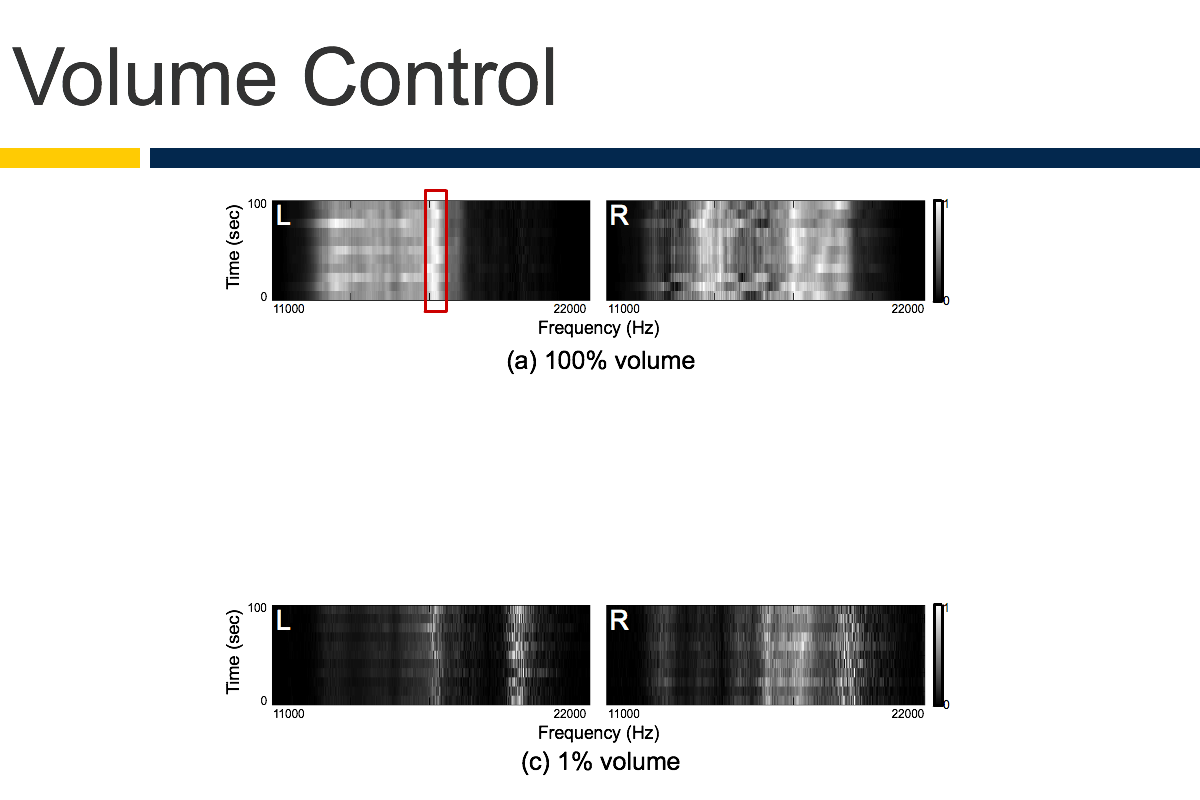 Volume Control
L
R
Time (sec)
100
0
11000
22000
11000
22000
1
0
Frequency (Hz)
(a) 100% volume
L
R
Time (sec)
100
0
11000
22000
11000
22000
1
0
Frequency (Hz)
(c) 1% volume